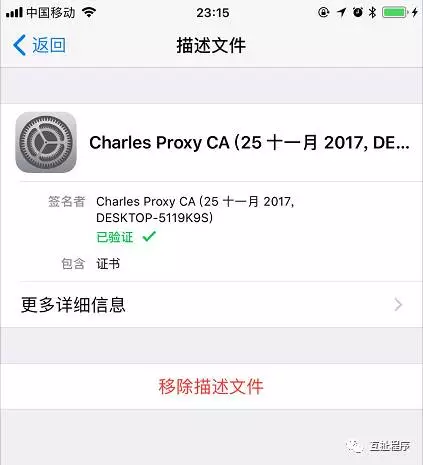 中国移动 23:15
返回 描述文件
Charles Proxy CA (25 十一月 2017, DE...
签名者 Charles Proxy CA (25 十一月 2017,
DESKTOP-5119K9S)
已验证
包含 证书
更多详细信息
移除描述文件
互扯程序